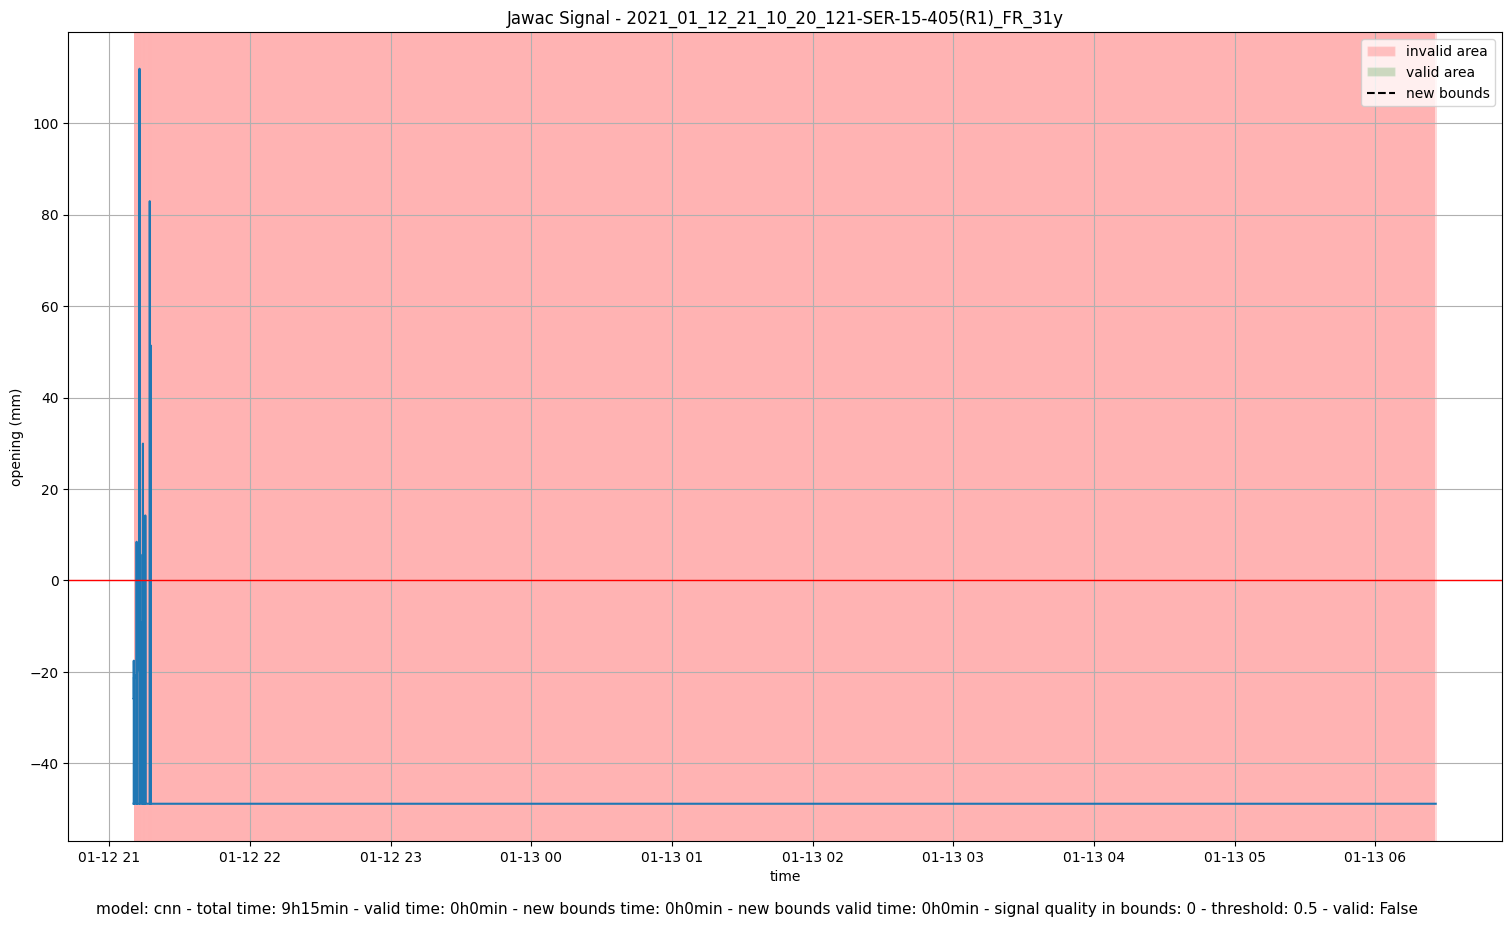 Jawac Signal - 2021_01_12_21_10_20_121-SER-15-405(R1)_FR_31y
invalid area
valid area
new bounds
opening (mm)
100
80
60
40
20
0
−20
−40
01-12 21
01-12 22
01-12 23
01-13 00
01-13 01
01-13 02
01-13 03
01-13 04
01-13 05
01-13 06
time
model: cnn - total time: 9h15min - valid time: 0h0min - new bounds time: 0h0min - new bounds valid time: 0h0min - signal quality in bounds: 0 - threshold: 0.5 - valid: False